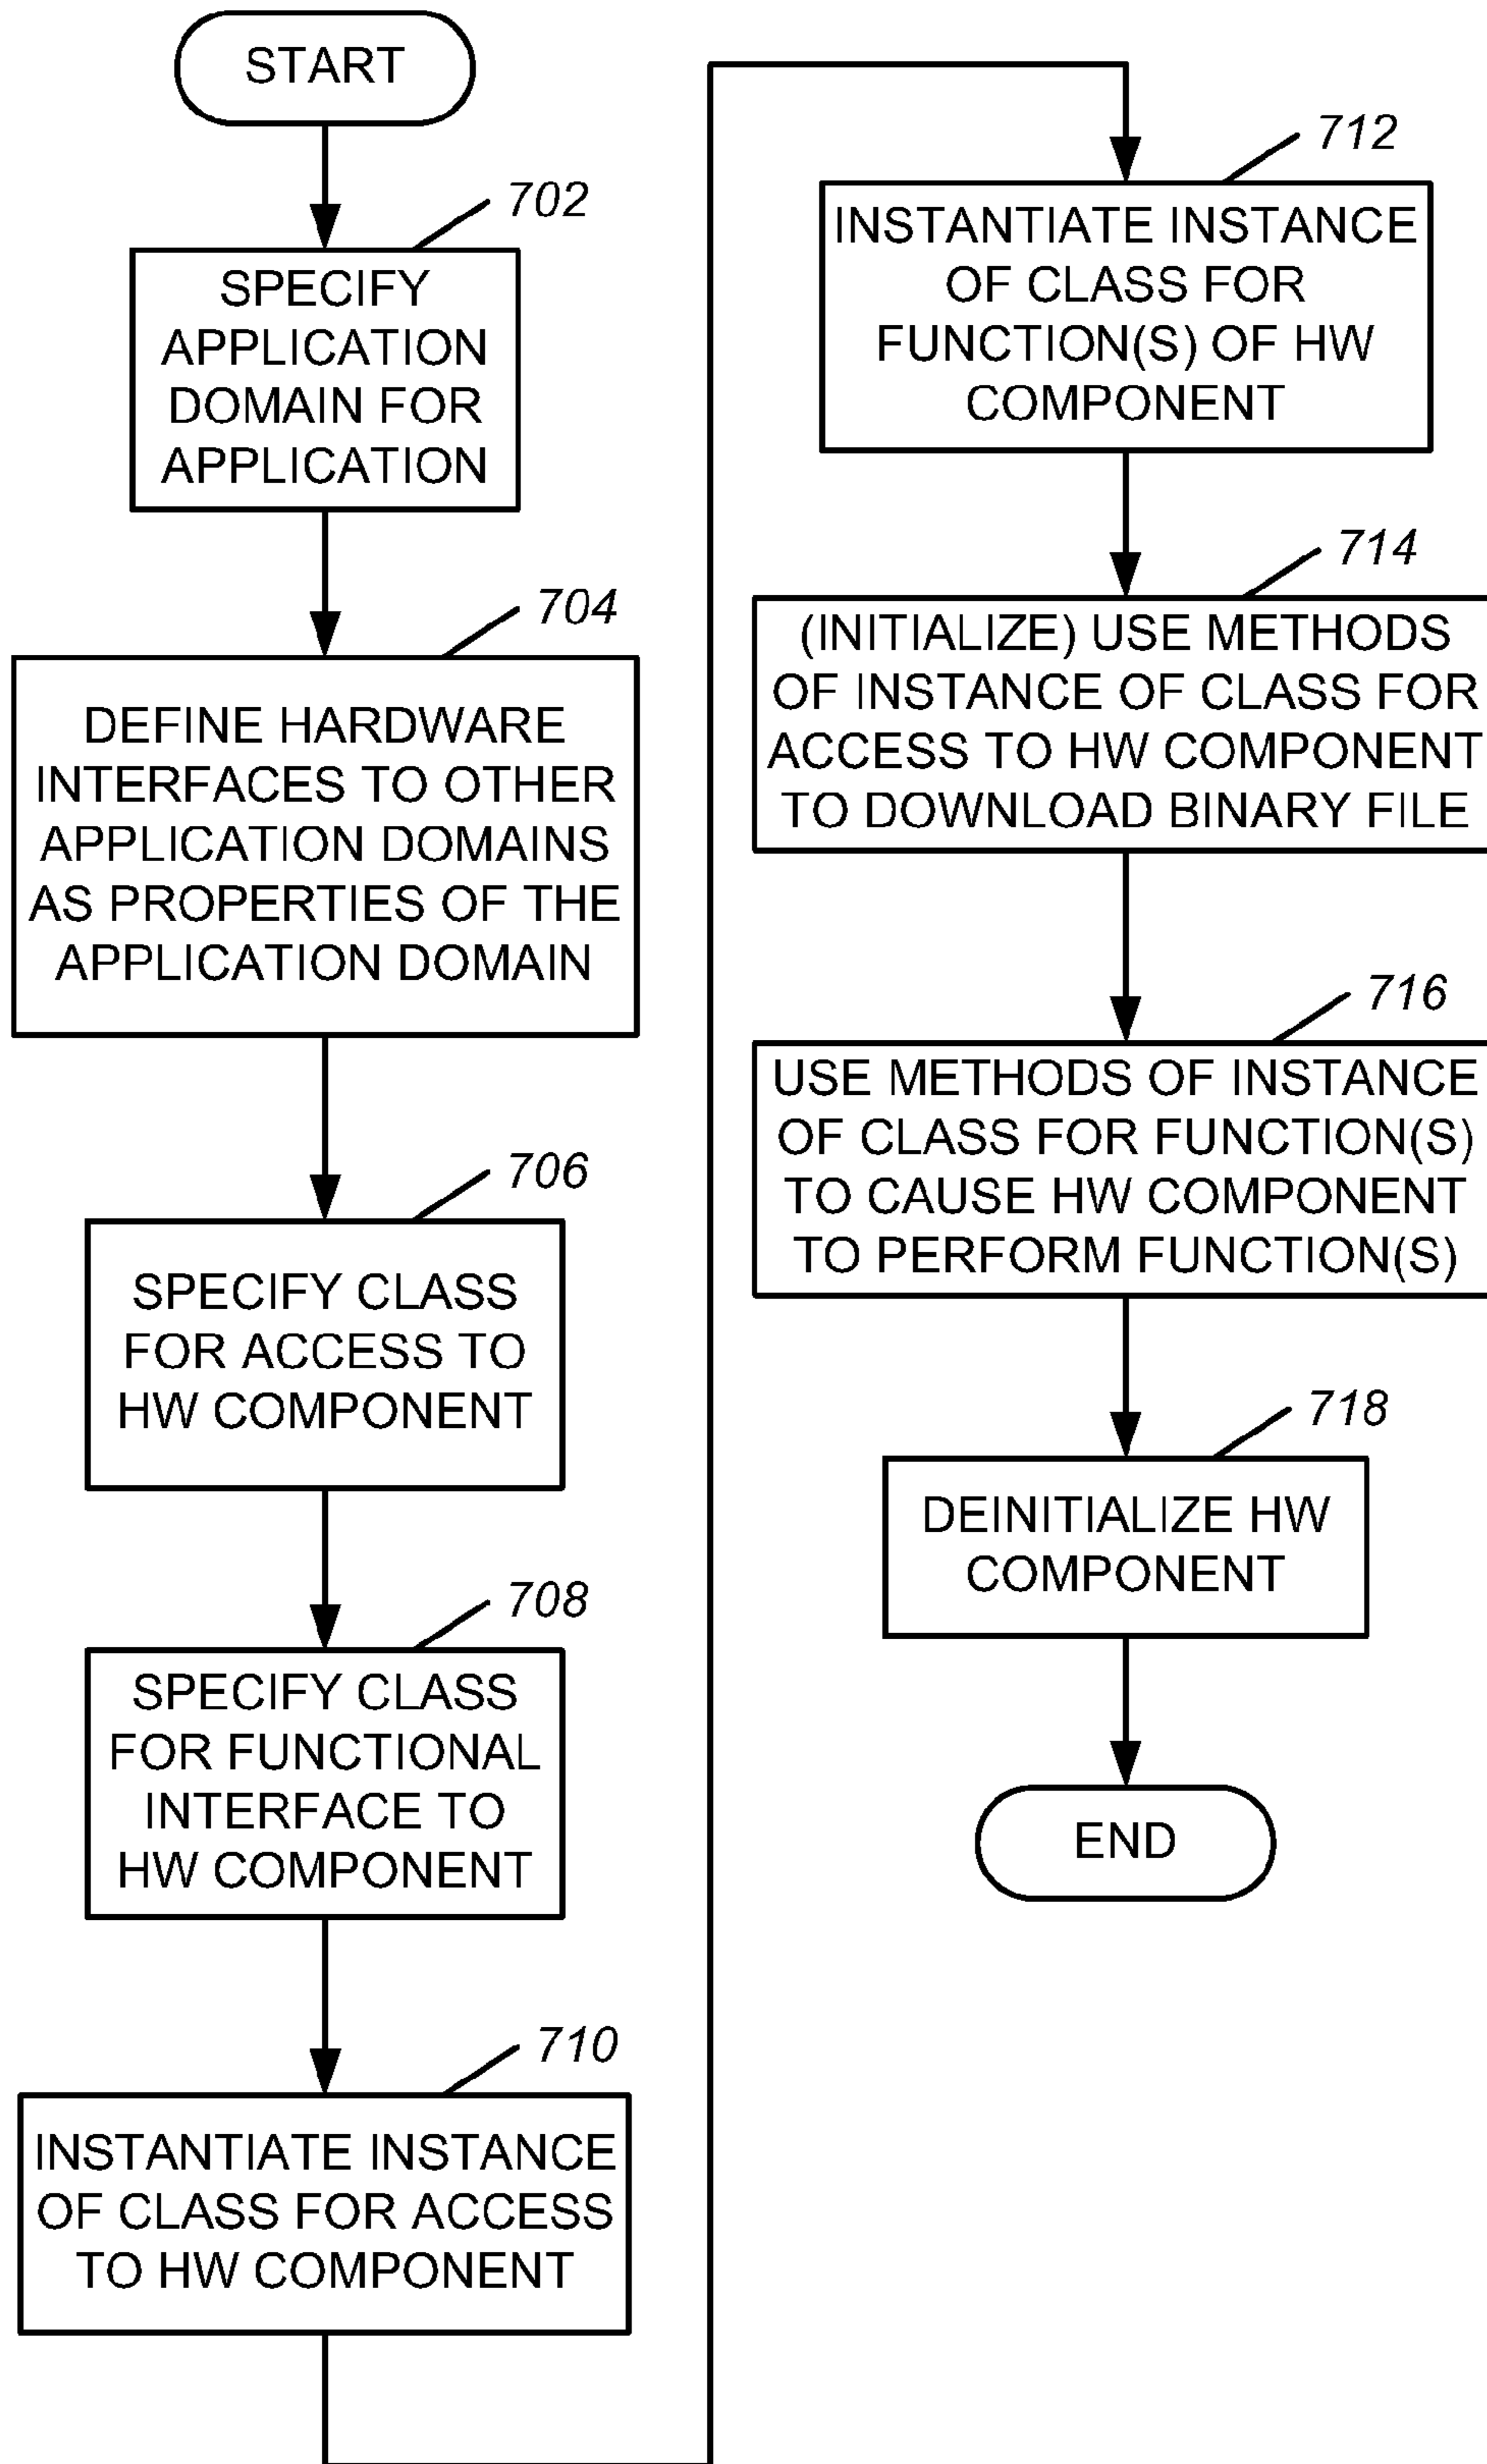 START
702
SPECIFY
APPLICATION
DOMAIN FOR
APPLICATION
704
DEFINE HARDWARE
INTERFACES TO OTHER
APPLICATION DOMAINS
AS PROPERTIES OF THE
APPLICATION DOMAIN
706
SPECIFY CLASS
FOR ACCESS TO
HW COMPONENT
708
SPECIFY CLASS
FOR FUNCTIONAL
INTERFACE TO
HW COMPONENT
710
INSTANTIATE INSTANCE
OF CLASS FOR ACCESS
TO HW COMPONENT
712
INSTANTIATE INSTANCE
OF CLASS FOR
FUNCTION(S) OF HW
COMPONENT
714
(INITIALIZE) USE METHODS
OF INSTANCE OF CLASS FOR
ACCESS TO HW COMPONENT
TO DOWNLOAD BINARY FILE
716
USE METHODS OF INSTANCE
OF CLASS FOR FUNCTION(S)
TO CAUSE HW COMPONENT
TO PERFORM FUNCTION(S)
718
DEINITIALIZE HW
COMPONENT
END